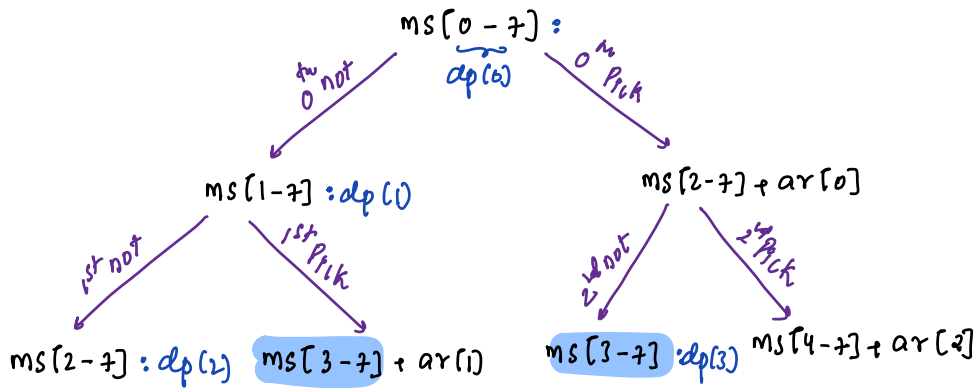 ms[0-7] :
dp(0)
0th not
0th Pick
ms[1-7] : dp(1)
ms[2-7] + ar[0]
1st not
1st Pick
2nd not
2nd Pick
ms[2-7] : dp(2)
ms[3-7] + ar[1]
ms[3-7] : dp(3)
ms[4-7] + ar[2]